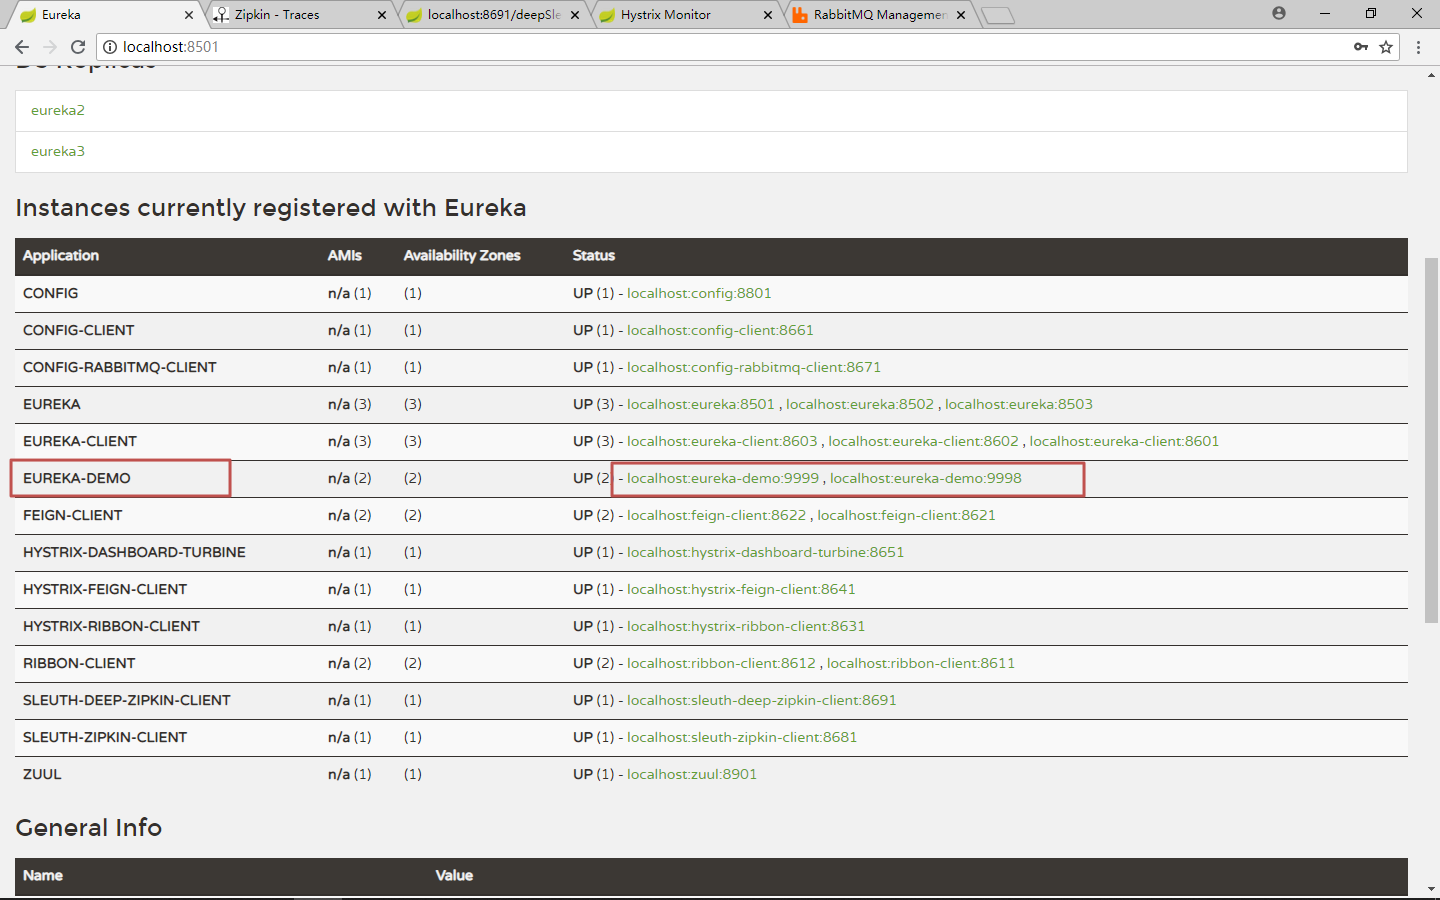 Eureka
Zipkin - Traces
localhost:8691/deepSle
Hystrix Monitor
RabbitMQ Managemen
localhost:8501
eureka2
eureka3
Instances currently registered with Eureka
Application AMIs Availability Zones Status
CONFIG n/a (1) (1) UP (1) - localhost:config:8801
CONFIG-CLIENT n/a (1) (1) UP (1) - localhost:config-client:8661
CONFIG-RABBITMQ-CLIENT n/a (1) (1) UP (1) - localhost:config-rabbitmq-client:8671
EUREKA n/a (3) (3) UP (3) - localhost:eureka:8501 , localhost:eureka:8502 , localhost:eureka:8503
EUREKA-CLIENT n/a (3) (3) UP (3) - localhost:eureka-client:8603 , localhost:eureka-client:8602 , localhost:eureka-client:8601
EUREKA-DEMO n/a (2) (2) UP (2) - localhost:eureka-demo:9999 , localhost:eureka-demo:9998
FEIGN-CLIENT n/a (2) (2) UP (2) - localhost:feign-client:8622 , localhost:feign-client:8621
HYSTRIX-DASHBOARD-TURBINE n/a (1) (1) UP (1) - localhost:hystrix-dashboard-turbine:8651
HYSTRIX-FEIGN-CLIENT n/a (1) (1) UP (1) - localhost:hystrix-feign-client:8641
HYSTRIX-RIBBON-CLIENT n/a (1) (1) UP (1) - localhost:hystrix-ribbon-client:8631
RIBBON-CLIENT n/a (2) (2) UP (2) - localhost:ribbon-client:8612 , localhost:ribbon-client:8611
SLEUTH-DEEP-ZIPKIN-CLIENT n/a (1) (1) UP (1) - localhost:sleuth-deep-zipkin-client:8691
SLEUTH-ZIPKIN-CLIENT n/a (1) (1) UP (1) - localhost:sleuth-zipkin-client:8681
ZUUL n/a (1) (1) UP (1) - localhost:zuul:8901
General Info
Name Value